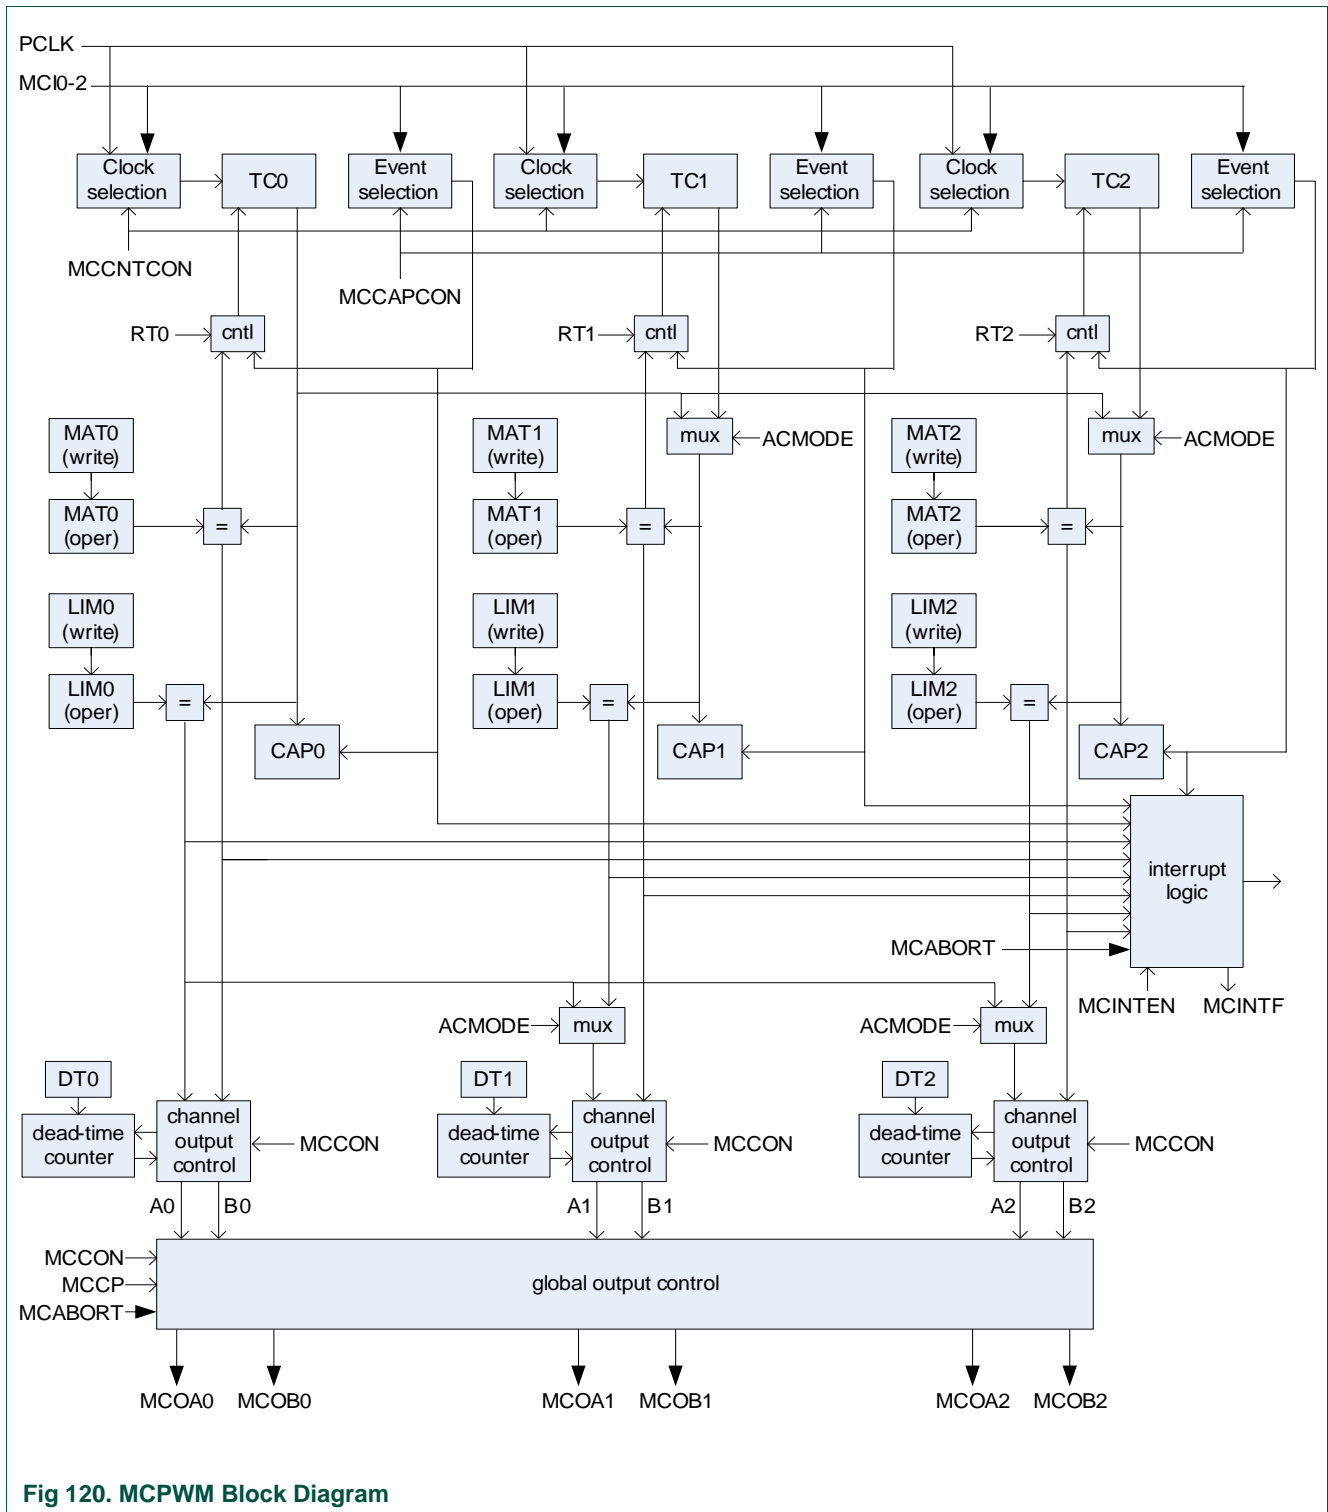 PCLK
MCI0-2
Clock selection
TC0
Event selection
Clock selection
TC1
Event selection
Clock selection
TC2
Event selection
MCCNTCON
MCCAPCON
RT0
cntl
RT1
cntl
RT2
cntl
MAT0 (write)
MAT1 (write)
mux
ACMODE
MAT2 (write)
mux
ACMODE
MAT0 (oper)
=
MAT1 (oper)
=
MAT2 (oper)
=
LIM0 (write)
LIM1 (write)
LIM2 (write)
LIM0 (oper)
=
LIM1 (oper)
=
LIM2 (oper)
=
CAP0
CAP1
CAP2
interrupt logic
MCABORT
MCINTEN
MCINTF
ACMODE
mux
ACMODE
mux
DT0
DT1
DT2
dead-time counter
channel output control
MCCON
dead-time counter
channel output control
MCCON
dead-time counter
channel output control
MCCON
A0
B0
A1
B1
A2
B2
MCCON
MCCP
MCABORT
global output control
MCOA0
MCOB0
MCOA1
MCOB1
MCOA2
MCOB2
Fig 120. MCPWM Block Diagram